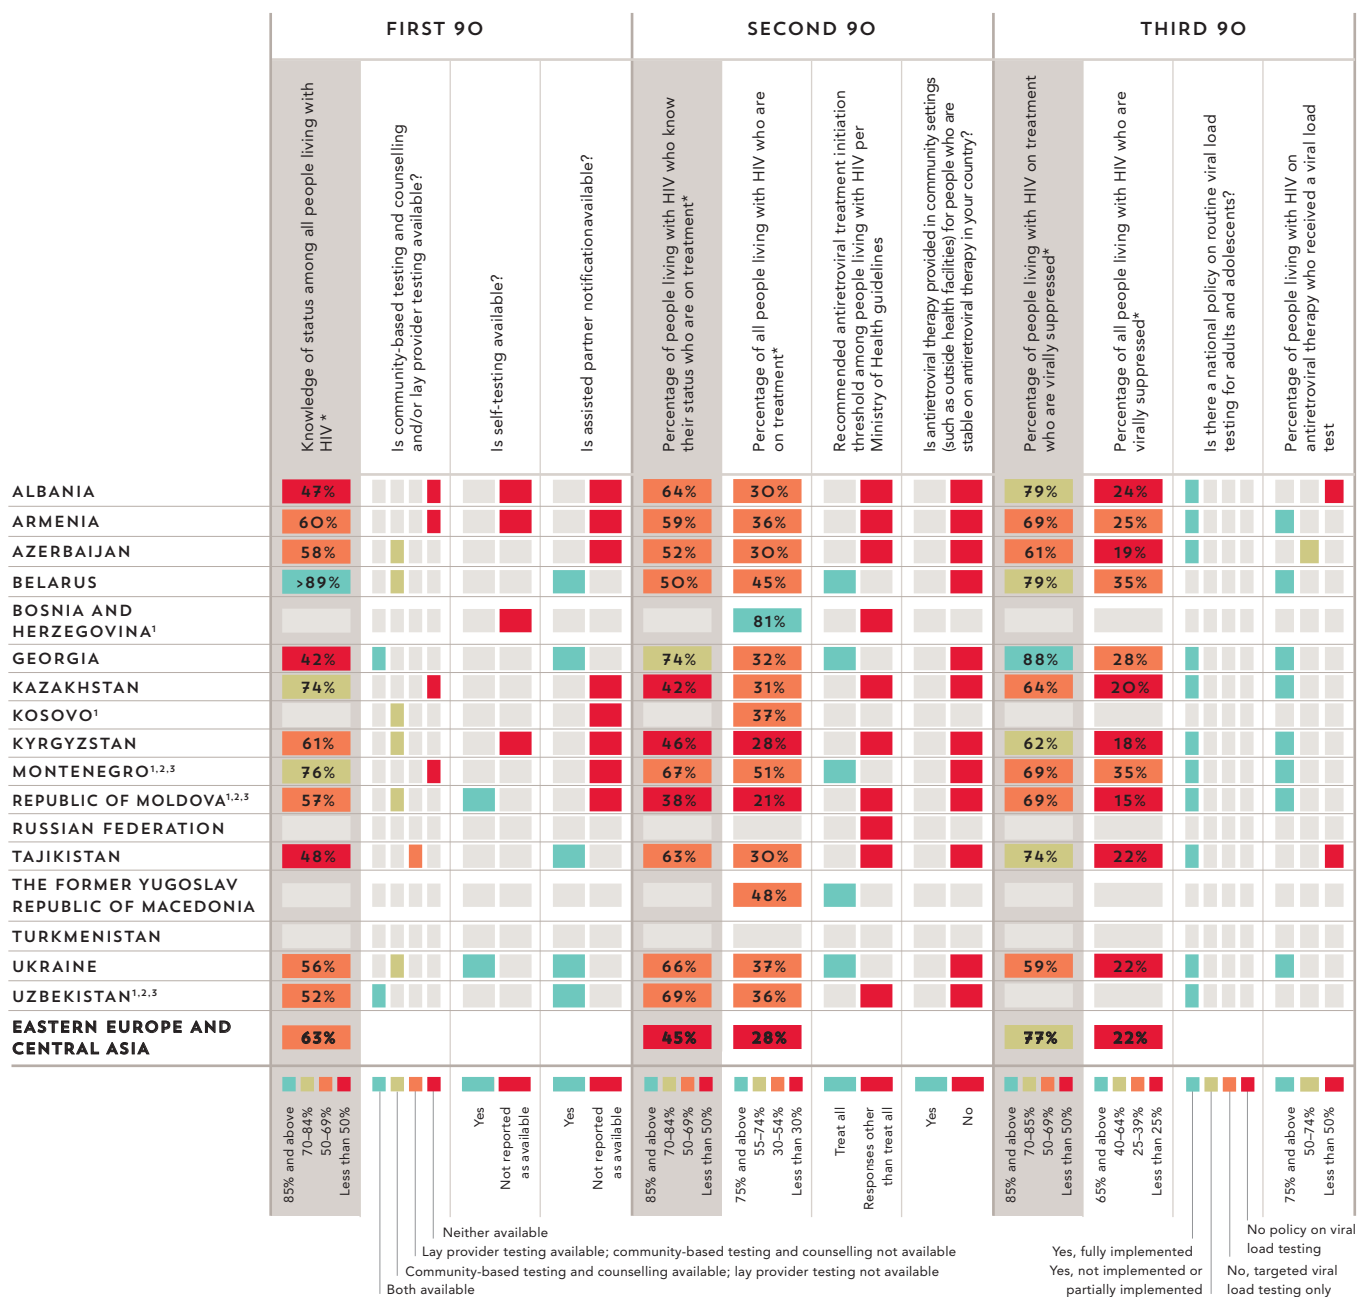 FIRST 90
SECOND 90
THIRD 90
Knowledge of status among all people living with
HIV *
Is community-based testing and counselling
and/or lay provider testing available?
Is self-testing available?
Is assisted partner notificationavailable?
Percentage of people living with HIV who know
their status who are on treatment*
Percentage of all people living with HIV who are
on treatment*
Recommended antiretroviral treatment initiation
threshold among people living with HIV per
Ministry of Health guidelines
Is antiretroviral therapy provided in community settings
(such as outside health facilities) for people who are
stable on antiretroviral therapy in your country?
Percentage of people living with HIV on treatment
who are virally suppressed*
Percentage of all people living with HIV who are
virally suppressed*
Is there a national policy on routine viral load
testing for adults and adolescents?
Percentage of people living with HIV on
antiretroviral therapy who received a viral load
test
ALBANIA 47% 64% 30% 79% 24%
ARMENIA 60% 59% 36% 69% 25%
AZERBAIJAN 58% 52% 30% 61% 19%
BELARUS >89% 50% 45% 79% 35%
BOSNIA AND
HERZEGOVINA¹ 81%
GEORGIA 42% 74% 32% 88% 28%
KAZAKHSTAN 74% 42% 31% 64% 20%
KOSOVO¹ 37%
KYRGYZSTAN 61% 46% 28% 62% 18%
MONTENEGRO¹,²,³ 76% 67% 51% 69% 35%
REPUBLIC OF MOLDOVA¹,²,³ 57% 38% 21% 69% 15%
RUSSIAN FEDERATION
TAJIKISTAN 48% 63% 30% 74% 22%
THE FORMER YUGOSLAV
REPUBLIC OF MACEDONIA 48%
TURKMENISTAN
UKRAINE 56% 66% 37% 59% 22%
UZBEKISTAN¹,²,³ 52% 69% 36%
EASTERN EUROPE AND
CENTRAL ASIA 63% 45% 28% 77% 22%
85% and above
70–84%
50–69%
Less than 50%
Yes
Not reported
as available
Yes
Not reported
as available
85% and above
70–84%
50–69%
Less than 50%
75% and above
55–74%
30–54%
Less than 30%
Treat all
Responses other
than treat all
Yes
No
85% and above
70–85%
50–69%
Less than 50%
65% and above
40–64%
25–39%
Less than 25%
75% and above
50–74%
Less than 50%
Neither available
Lay provider testing available; community-based testing and counselling not available
Community-based testing and counselling available; lay provider testing not available
Both available
No policy on viral
load testing
Yes, fully implemented
Yes, not implemented or
partially implemented
No, targeted viral
load testing only